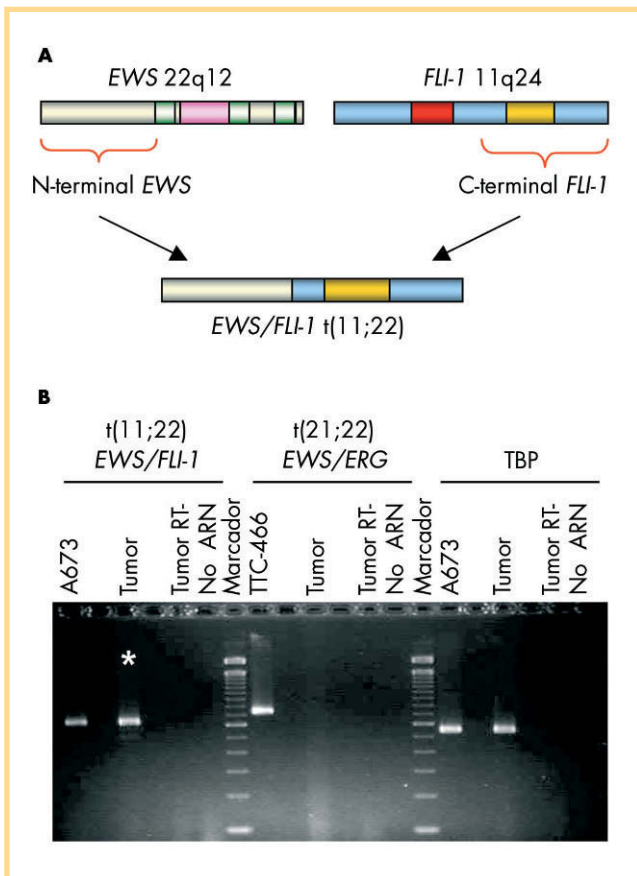 A
EWS 22q12
FLI-1 11q24
N-terminal EWS
C-terminal FLI-1
EWS/FLI-1 t(11;22)
B
t(11;22)
EWS/FLI-1
t(21;22)
EWS/ERG
TBP
A673
Tumor
Tumor RT-
No ARN
Marcador
TTC-466
Tumor
Tumor RT-
No ARN
Marcador
A673
Tumor
Tumor RT-
No ARN
*